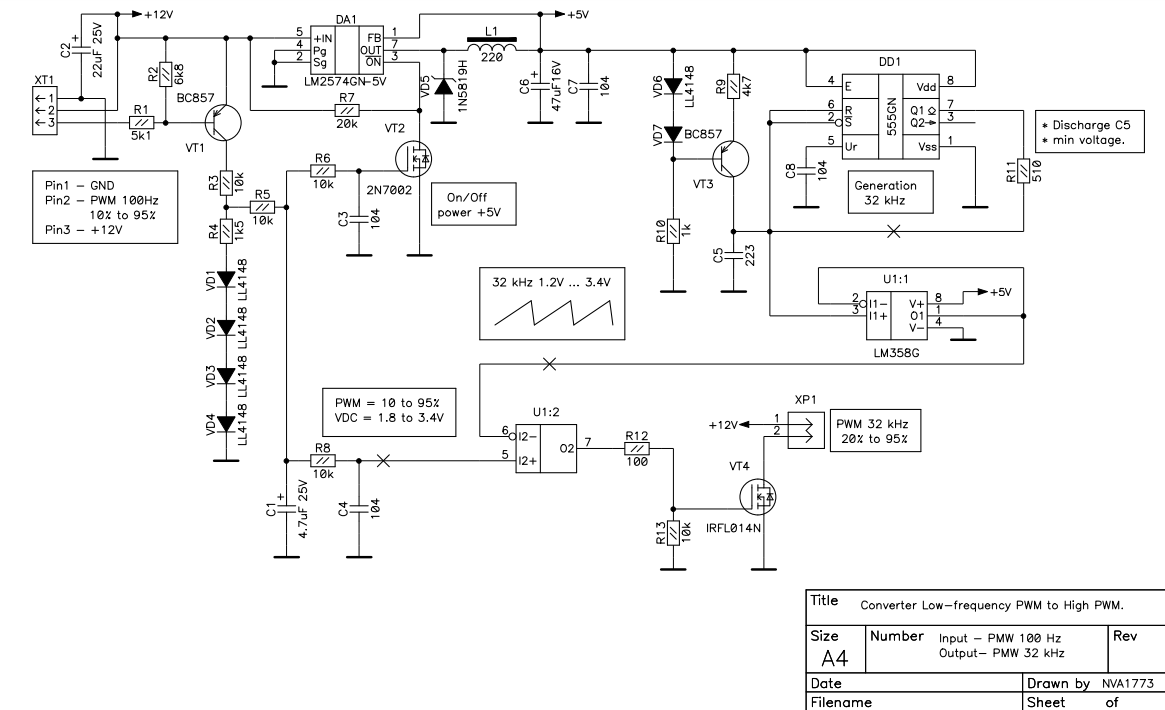 +12V
C2
22uF 25V
XT1
1
2
3
R2
6k8
R1
5k1
BC857
VT1
DA1
5 +IN FB 1
4 Pg OUT 7
2 Sg ON 3
LM2574GN-5V
R7
20k
+5V
L1
220
VD5
1N5819H
C6
47uF16V
C7
104
VD6
LL4148
VD7
R9
4k7
BC857
VT3
R10
1k
C5
223
DD1
4 E Vdd 8
6 R Q1 7
2 S Q2 3
5 Ur Vss 1
555GN
C8
104
Generation
32 kHz
R11
510
* Discharge C5
* min voltage.
VT2
2N7002
R6
10k
C3
104
On/Off
power +5V
Pin1 – GND
Pin2 – PWM 100Hz
10% to 95%
Pin3 – +12V
R3
10k
R5
10k
R4
1k5
VD1
LL4148
VD2
LL4148
VD3
LL4148
VD4
LL4148
32 kHz 1.2V ... 3.4V
U1:1
2 I1– V+ 8
3 I1+ O1 1
V– 4
+5V
LM358G
PWM = 10 to 95%
VDC = 1.8 to 3.4V
R8
10k
C1
4.7uF 25V
C4
104
U1:2
6 I2–
5 I2+
O2 7
R12
100
R13
10k
VT4
IRFL014N
+12V
XP1
1
2
PWM 32 kHz
20% to 95%
Title Converter Low-frequency PWM to High PWM.
Size
A4
Number Input – PMW 100 Hz
Output– PMW 32 kHz
Rev
Date
Drawn by NVA1773
Filename
Sheet of